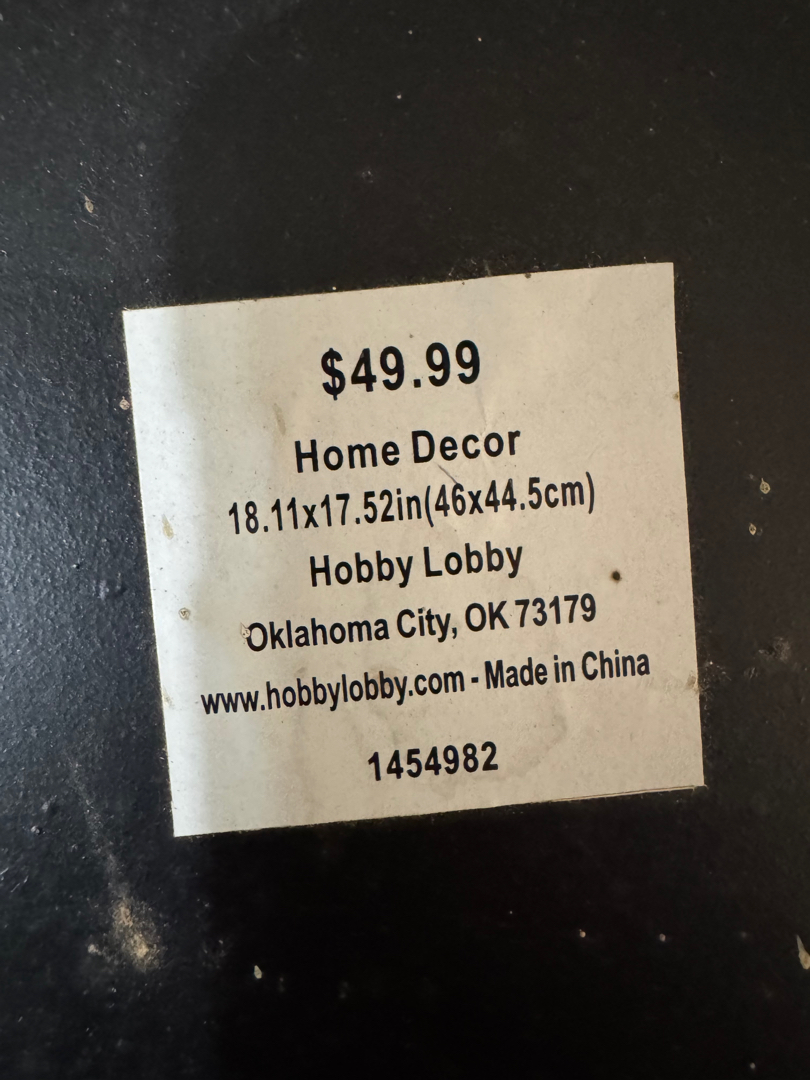 $49.99
Home Decor
18.11x17.52in(46x44.5cm)
Hobby Lobby
Oklahoma City, OK 73179
www.hobbylobby.com - Made in China
1454982